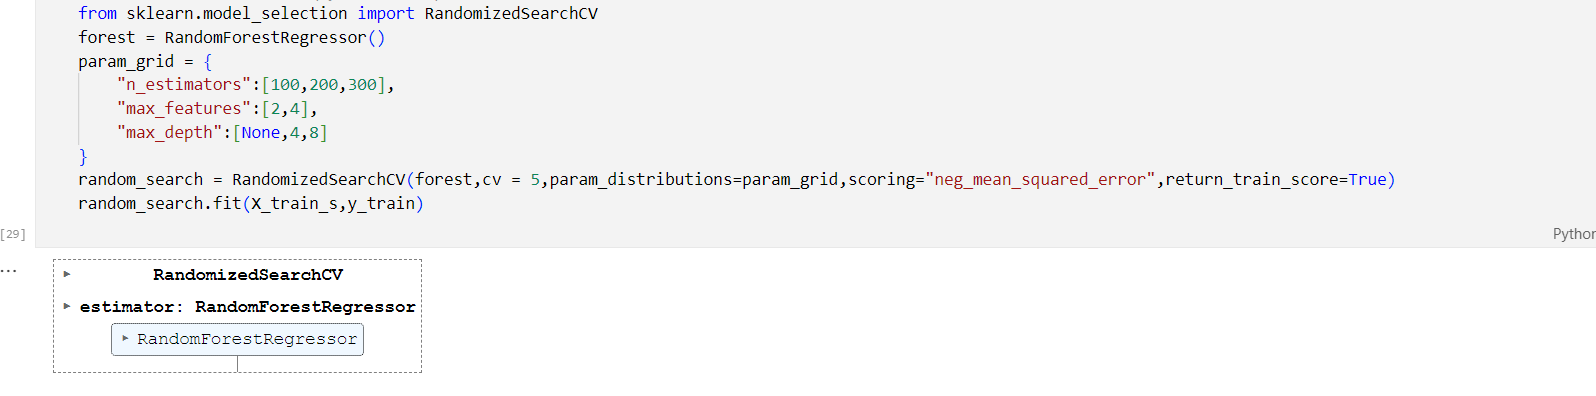 from sklearn.model_selection import RandomizedSearchCV
forest = RandomForestRegressor()
param_grid = {
    "n_estimators":[100,200,300],
    "max_features":[2,4],
    "max_depth":[None,4,8]
}
random_search = RandomizedSearchCV(forest,cv = 5,param_distributions=param_grid,scoring="neg_mean_squared_error",return_train_score=True)
random_search.fit(X_train_s,y_train)
[29]
Python
...
▸ RandomizedSearchCV
▸ estimator: RandomForestRegressor
▸ RandomForestRegressor